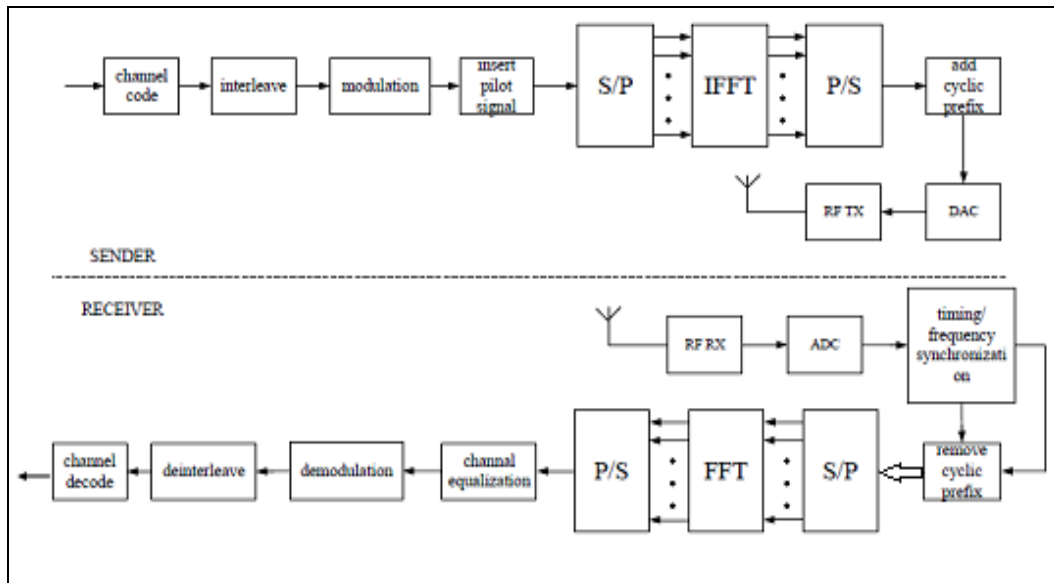 channel
code
interleave
modulation
insert
pilot
signal
S/P
IFFT
P/S
add
cyclic
prefix
RF TX
DAC
SENDER
RECEIVER
RF RX
ADC
timing/
frequency
synchronizati
on
channel
decode
deinterleave
demodulation
channal
equalization
P/S
FFT
S/P
remove
cyclic
prefix